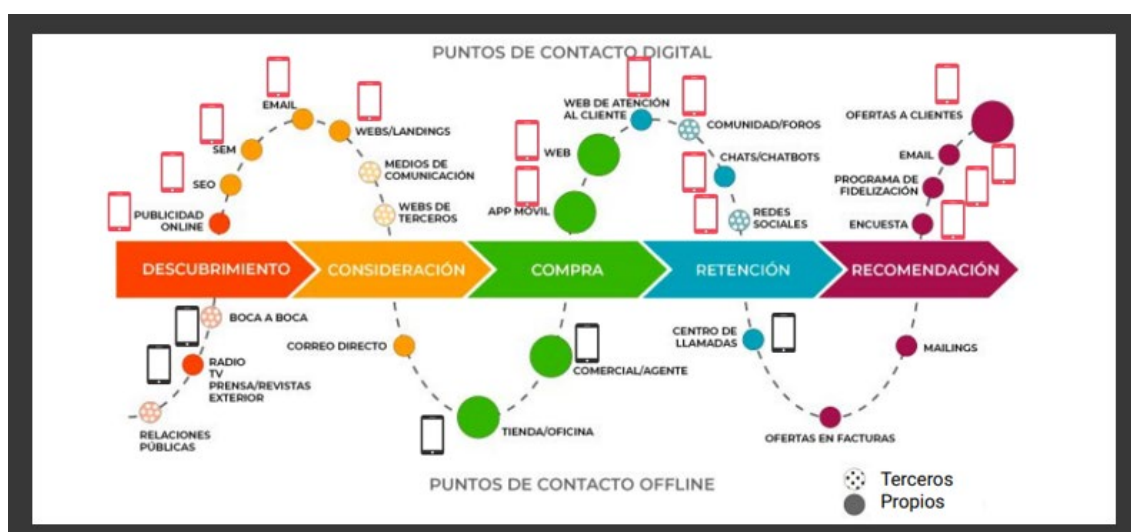 PUNTOS DE CONTACTO DIGITAL
EMAIL
WEBS/LANDINGS
SEM
MEDIOS DE
COMUNICACIÓN
SEO
WEBS DE
TERCEROS
PUBLICIDAD
ONLINE
WEB DE ATENCIÓN
AL CLIENTE
COMUNIDAD/FOROS
WEB
CHATS/CHATBOTS
APP MÓVIL
REDES
SOCIALES
OFERTAS A CLIENTES
EMAIL
PROGRAMA DE
FIDELIZACIÓN
ENCUESTA
DESCUBRIMIENTO
CONSIDERACIÓN
COMPRA
RETENCIÓN
RECOMENDACIÓN
BOCA A BOCA
RADIO
TV
PRENSA/REVISTAS
EXTERIOR
RELACIONES
PÚBLICAS
CORREO DIRECTO
TIENDA/OFICINA
COMERCIAL/AGENTE
CENTRO DE
LLAMADAS
OFERTAS EN FACTURAS
MAILINGS
PUNTOS DE CONTACTO OFFLINE
Terceros
Propios